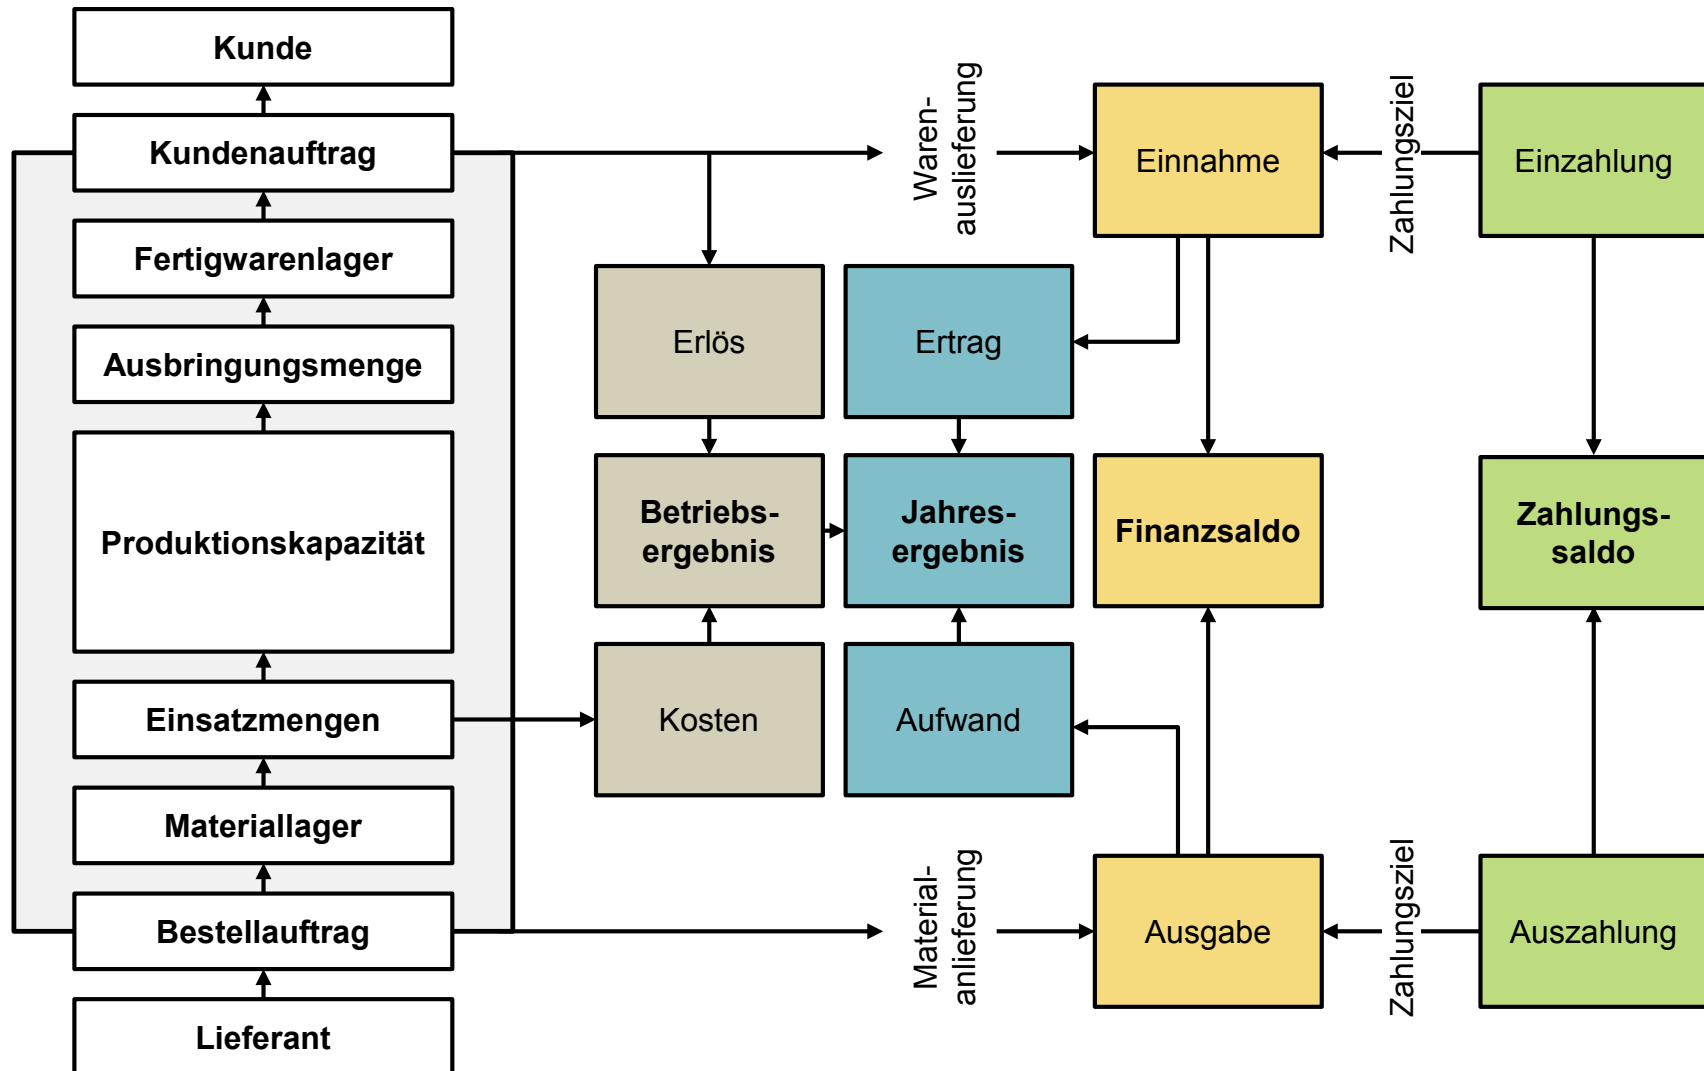 Kunde
Kundenauftrag
Fertigwarenlager
Ausbringungsmenge
Produktionskapazität
Einsatzmengen
Materiallager
Bestellauftrag
Lieferant
Erlös
Betriebs-
ergebnis
Kosten
Ertrag
Jahres-
ergebnis
Aufwand
Waren-
auslieferung
Material-
anlieferung
Einnahme
Finanzsaldo
Ausgabe
Zahlungsziel
Zahlungsziel
Einzahlung
Zahlungs-
saldo
Auszahlung